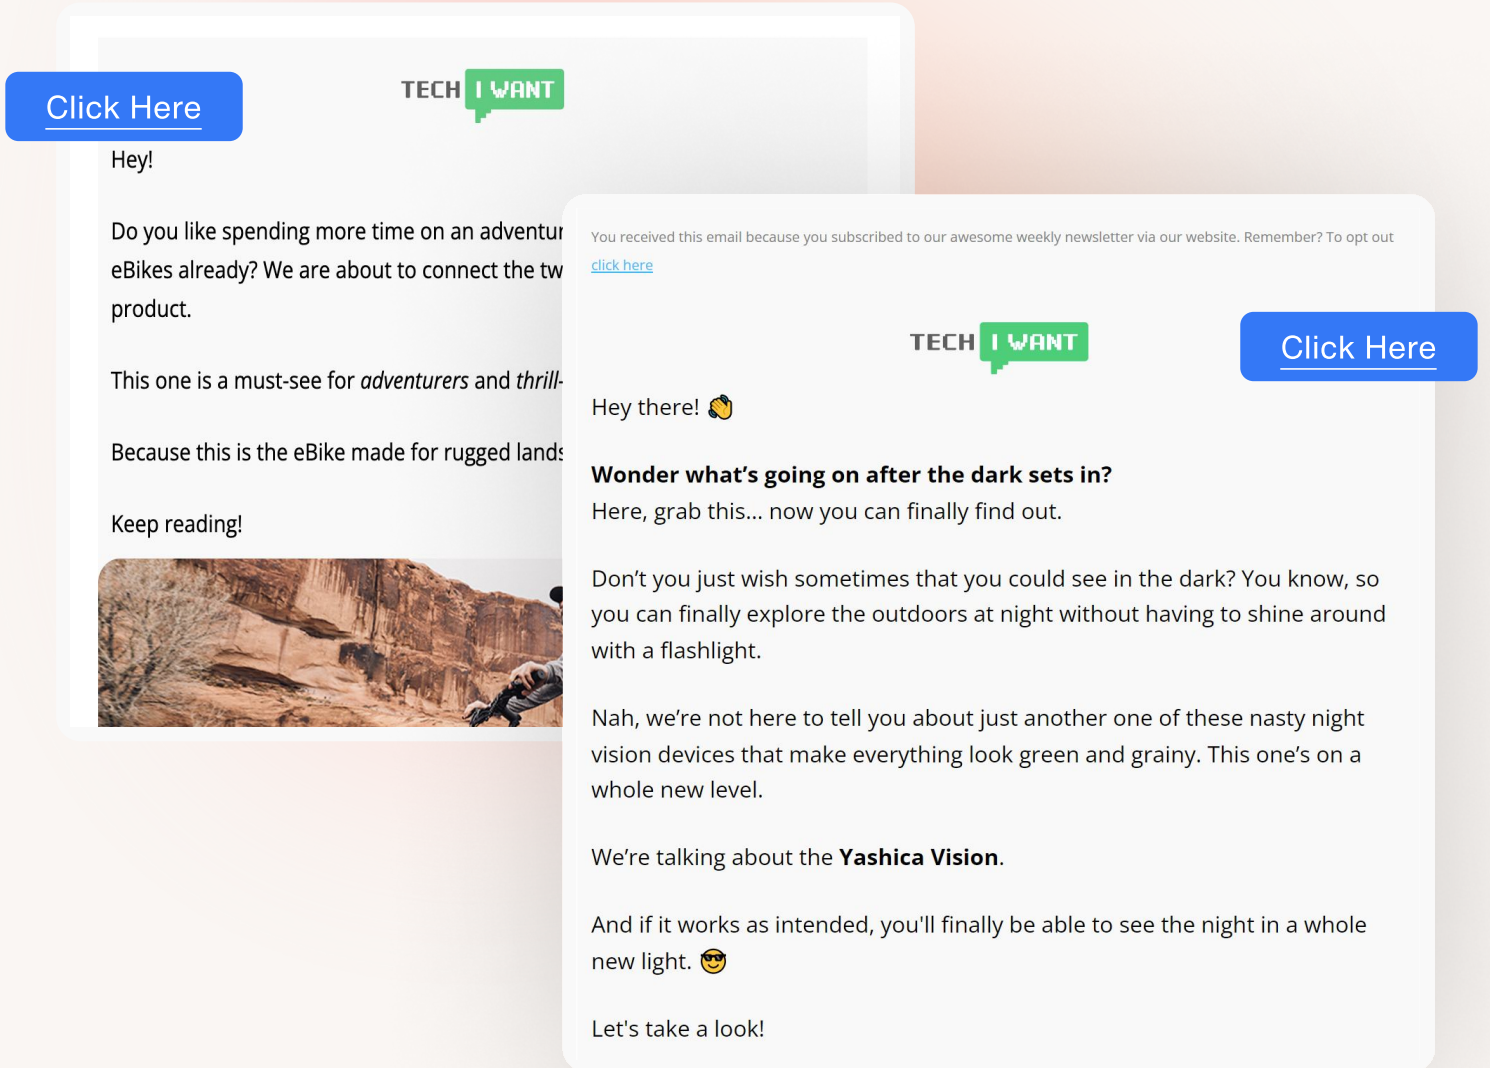 TECH I WANT
Click Here
Hey!
Do you like spending more time on an
eBikes already? We are about to connect the
product.
This one is a must-see for adventurers and thrill-
Because this is the eBike made for rugged
Keep reading!
You received this email because you subscribed to our awesome weekly newsletter via our website. Remember? To opt out
click here
TECH I WANT
Click Here
Hey there! 👋
Wonder what’s going on after the dark sets in?
Here, grab this... now you can finally find out.
Don’t you just wish sometimes that you could see in the dark? You know, so
you can finally explore the outdoors at night without having to shine around
with a flashlight.
Nah, we’re not here to tell you about just another one of these nasty night
vision devices that make everything look green and grainy. This one’s on a
whole new level.
We’re talking about the Yashica Vision.
And if it works as intended, you'll finally be able to see the night in a whole
new light. 😎
Let's take a look!